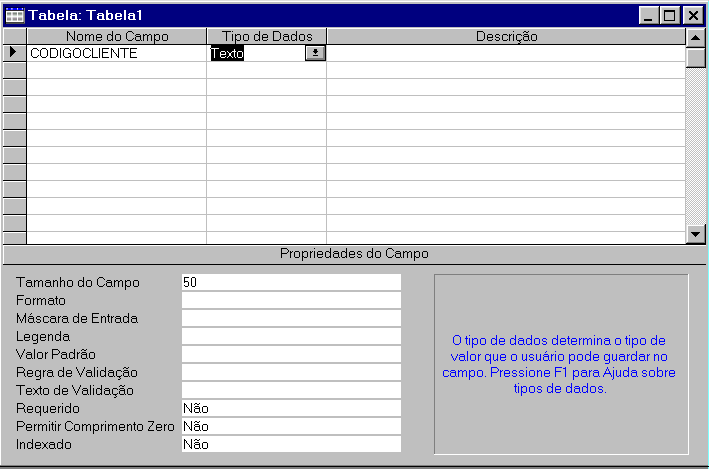 Tabela: Tabela1
Nome do Campo Tipo de Dados Descrição
CODIGOCLIENTE Texto
Propriedades do Campo
Tamanho do Campo 50
Formato
Máscara de Entrada
Legenda
Valor Padrão
Regra de Validação
Texto de Validação
Requerido Não
Permitir Comprimento Zero Não
Indexado Não
O tipo de dados determina o tipo de
valor que o usuário pode guardar no
campo. Pressione F1 para Ajuda sobre
tipos de dados.